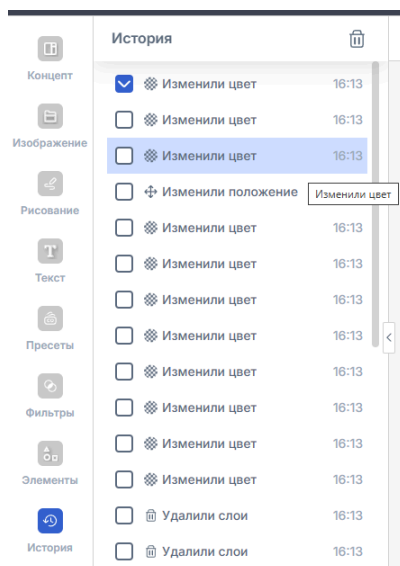 История
Концепт
Изображение
Рисование
Текст
Пресеты
Фильтры
Элементы
История
Изменили цвет 16:13
Изменили цвет 16:13
Изменили цвет 16:13
Изменили положение
Изменили цвет
Изменили цвет 16:13
Изменили цвет 16:13
Изменили цвет 16:13
Изменили цвет 16:13
Изменили цвет 16:13
Изменили цвет 16:13
Изменили цвет 16:13
Изменили цвет 16:13
Удалили слои 16:13
Удалили слои 16:13